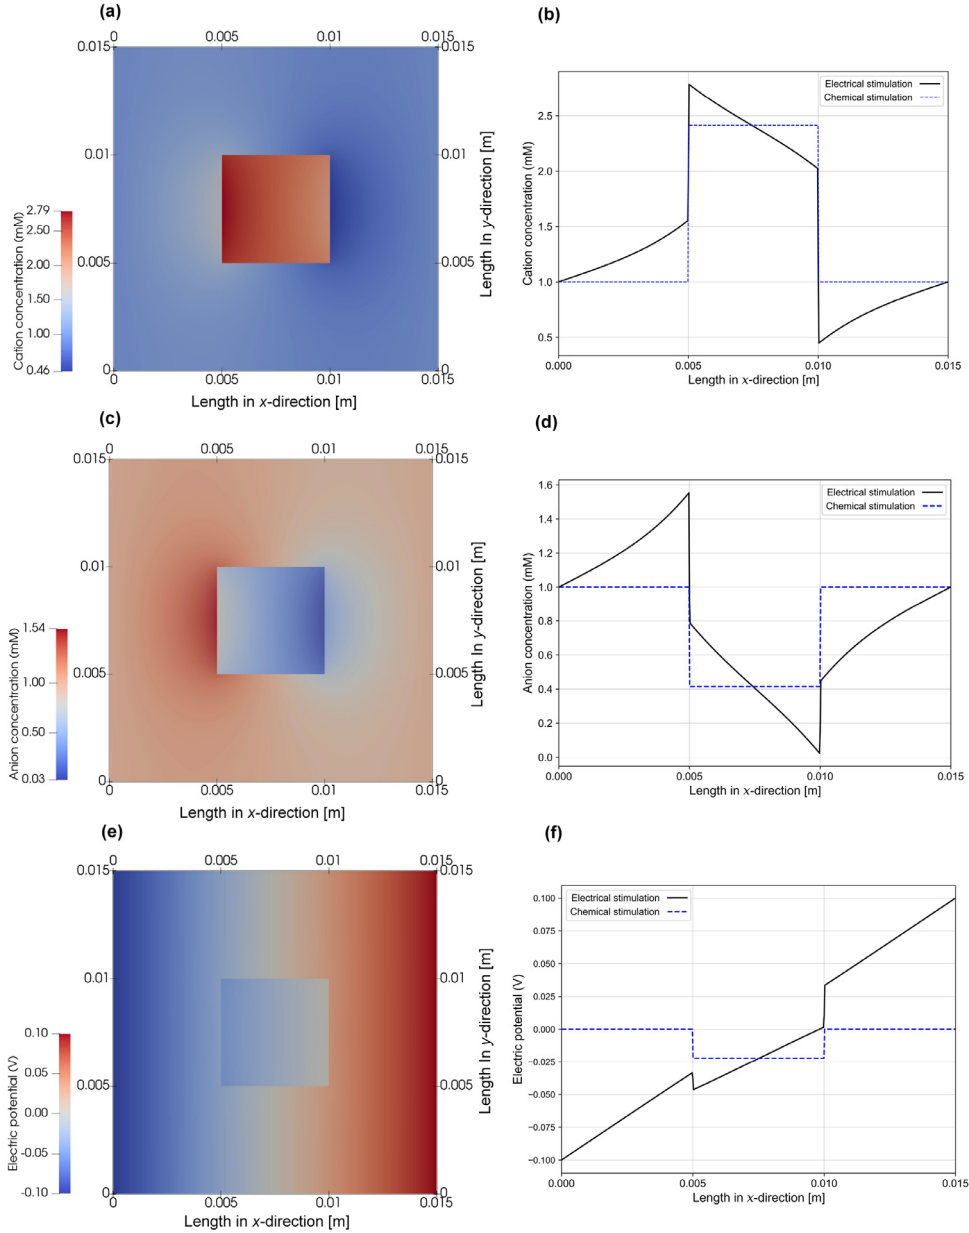 (a)
0 0.005 0.01 0.015
0.015 0.015
0.01 0.01
0.005 0.005
0 0
0 0.005 0.01 0.015
Length in x-direction [m]
Length In y-direction [m]
Cation concentration (mM)
2.79
2.50
2.00
1.50
1.00
0.46
(b)
Electrical stimulation
Chemical stimulation
2.5
2.0
1.5
1.0
0.5
Cation concentration (mM)
0.000 0.005 0.010 0.015
Length in x-direction [m]
(c)
0 0.005 0.01 0.015
0.015 0.015
0.01 0.01
0.005 0.005
0 0
0 0.005 0.01 0.015
Length in x-direction [m]
Length In y-direction [m]
Anion concentration (mM)
1.54
1.00
0.50
0.03
(d)
Electrical stimulation
Chemical stimulation
1.6
1.4
1.2
1.0
0.8
0.6
0.4
0.2
0.0
Anion concentration (mM)
0.000 0.005 0.010 0.015
Length in x-direction [m]
(e)
0 0.005 0.01 0.015
0.015 0.015
0.01 0.01
0.005 0.005
0 0
0 0.005 0.01 0.015
Length in x-direction [m]
Length In y-direction [m]
Electric potential (V)
0.10
0.05
0.00
-0.05
-0.10
(f)
Electrical stimulation
Chemical stimulation
0.100
0.075
0.050
0.025
0.000
−0.025
−0.050
−0.075
−0.100
Electric potential (V)
0.000 0.005 0.010 0.015
Length in x-direction [m]